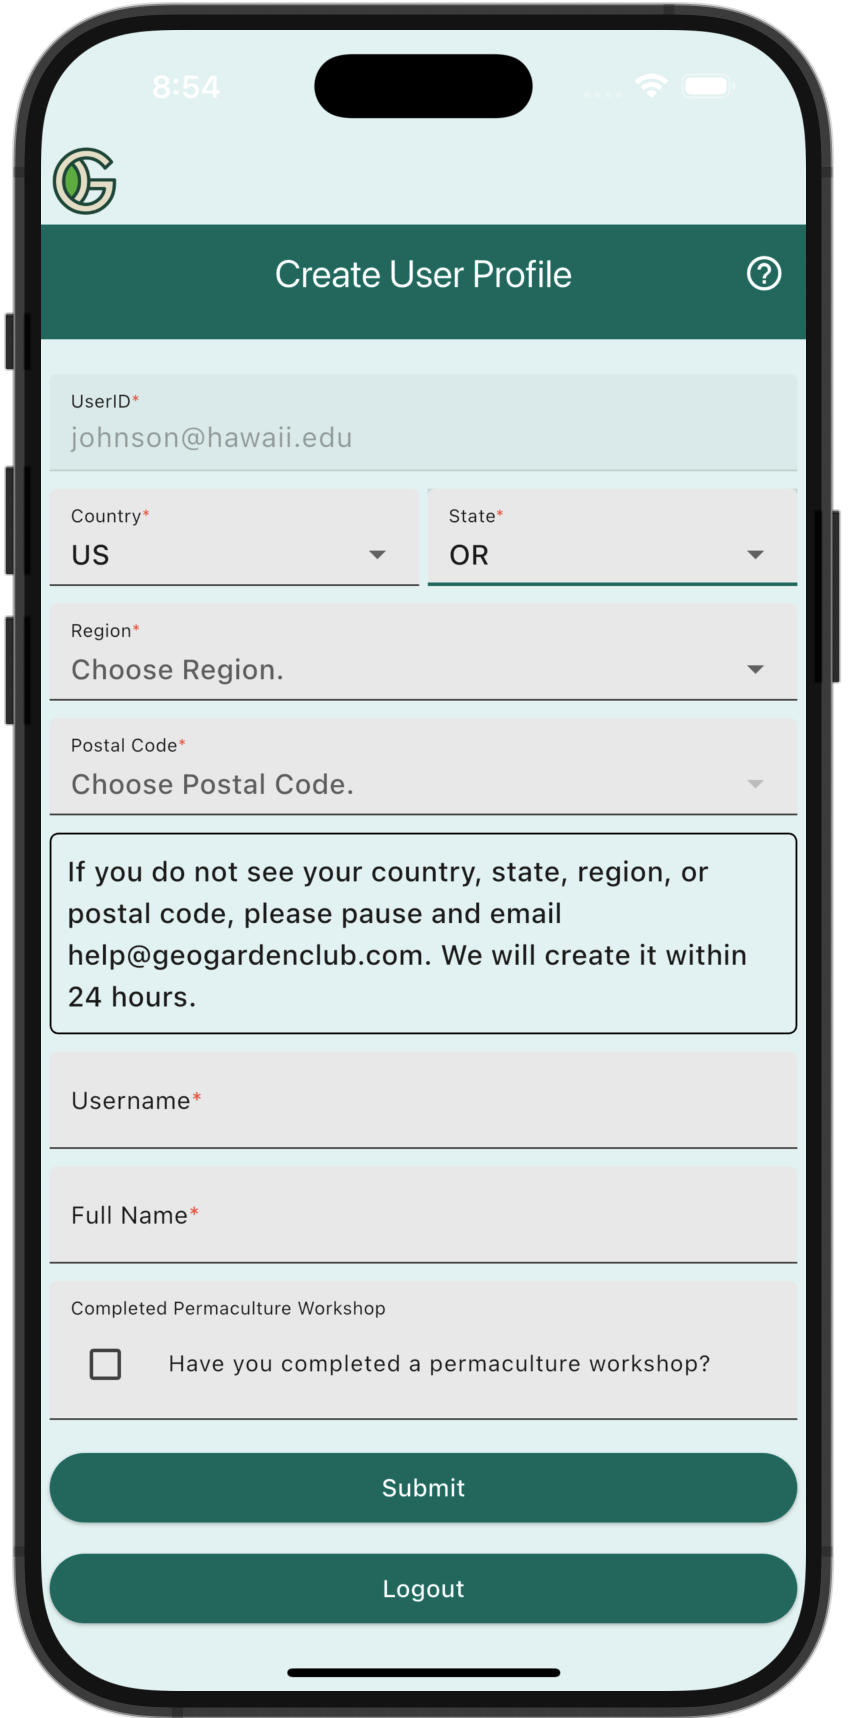 8:54
Create User Profile
UserID*
johnson@hawaii.edu
Country*
US
State*
OR
Region*
Choose Region.
Postal Code*
Choose Postal Code.
If you do not see your country, state, region, or
postal code, please pause and email
help@geogardenclub.com. We will create it within
24 hours.
Username*
Full Name*
Completed Permaculture Workshop
Have you completed a permaculture workshop?
Submit
Logout